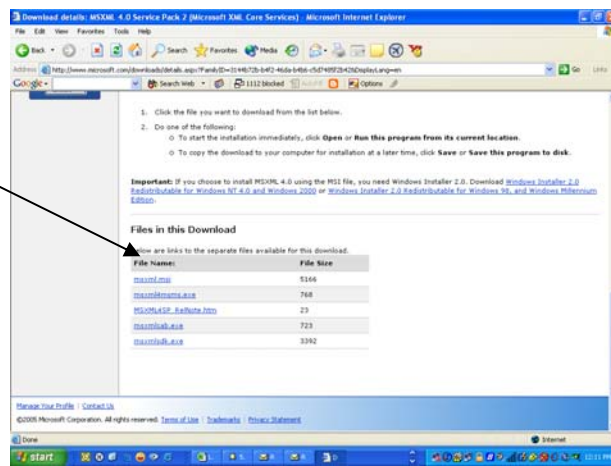 Download details: MSXML 4.0 Service Pack 2 (Microsoft XML Core Services) - Microsoft Internet Explorer
File Edit View Favorites Tools Help
Back Search Favorites Media
Address
Go Links
Google Search Web 1112 blocked Options
1. Click the file you want to download from the list below.
2. Do one of the following:
To start the installation immediately, click Open or Run this program from its current location.
To copy the download to your computer for installation at a later time, click Save or Save this program to disk.
Important: If you choose to install MSXML 4.0 using the MSI file, you need Windows Installer 2.0. Download Windows Installer 2.0
Redistributable for Windows NT 4.0 and Windows 2000 or Windows Installer 2.0 Redistributable for Windows 98, and Windows Millennium
Edition.
Files in this Download
Below are links to the separate files available for this download.
File Name: File Size
msxml.msi 5166
768
MSXML4SP_RelNote.htm 23
msxmlcab.exe 723
msxmlsdk.exe 3392
Manage Your Profile | Contact Us
©2005 Microsoft Corporation. All rights reserved. Terms of Use | Trademarks | Privacy Statement
Done Internet
start 12:11 PM